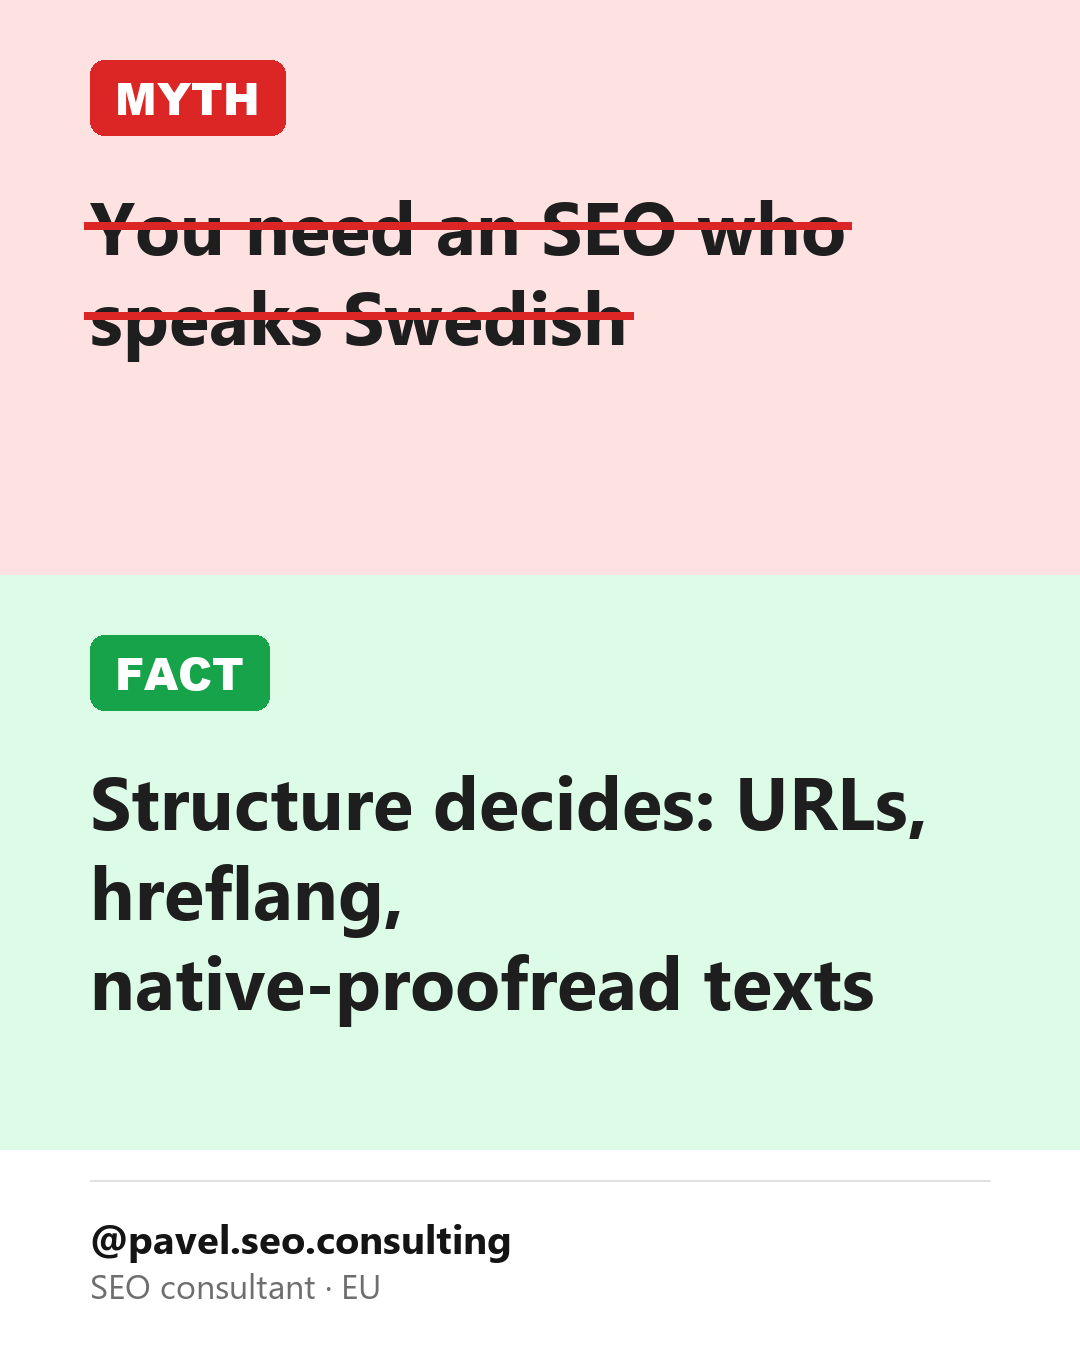 MYTH
You need an SEO who
speaks Swedish
FACT
Structure decides: URLs,
hreflang,
native-proofread texts
@pavel.seo.consulting
SEO consultant · EU